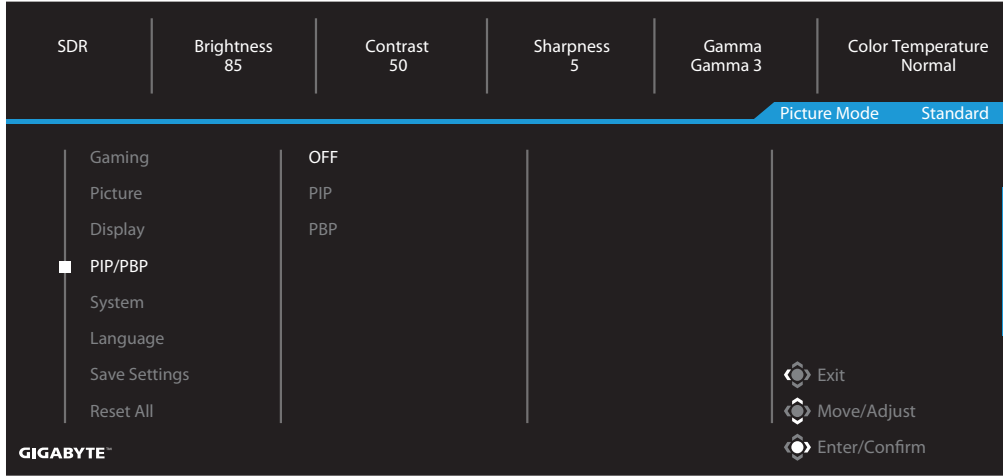 SDR
Brightness
85
Contrast
50
Sharpness
5
Gamma
Gamma 3
Color Temperature
Normal
Picture Mode Standard
Gaming
Picture
Display
PIP/PBP
System
Language
Save Settings
Reset All
OFF
PIP
PBP
Exit
Move/Adjust
Enter/Confirm
GIGABYTE™